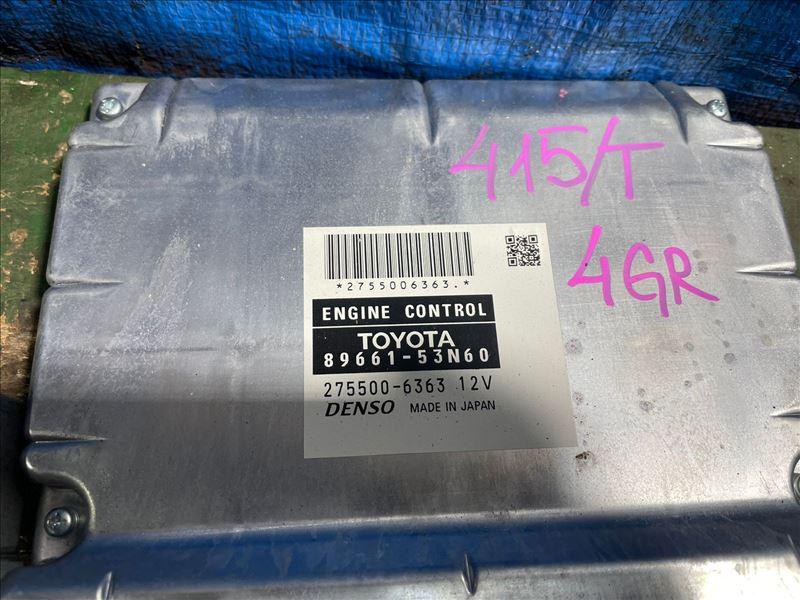 415/T
4GR
*2755006363.*
ENGINE CONTROL
TOYOTA
89661-53N60
275500-6363 12V
DENSO MADE IN JAPAN